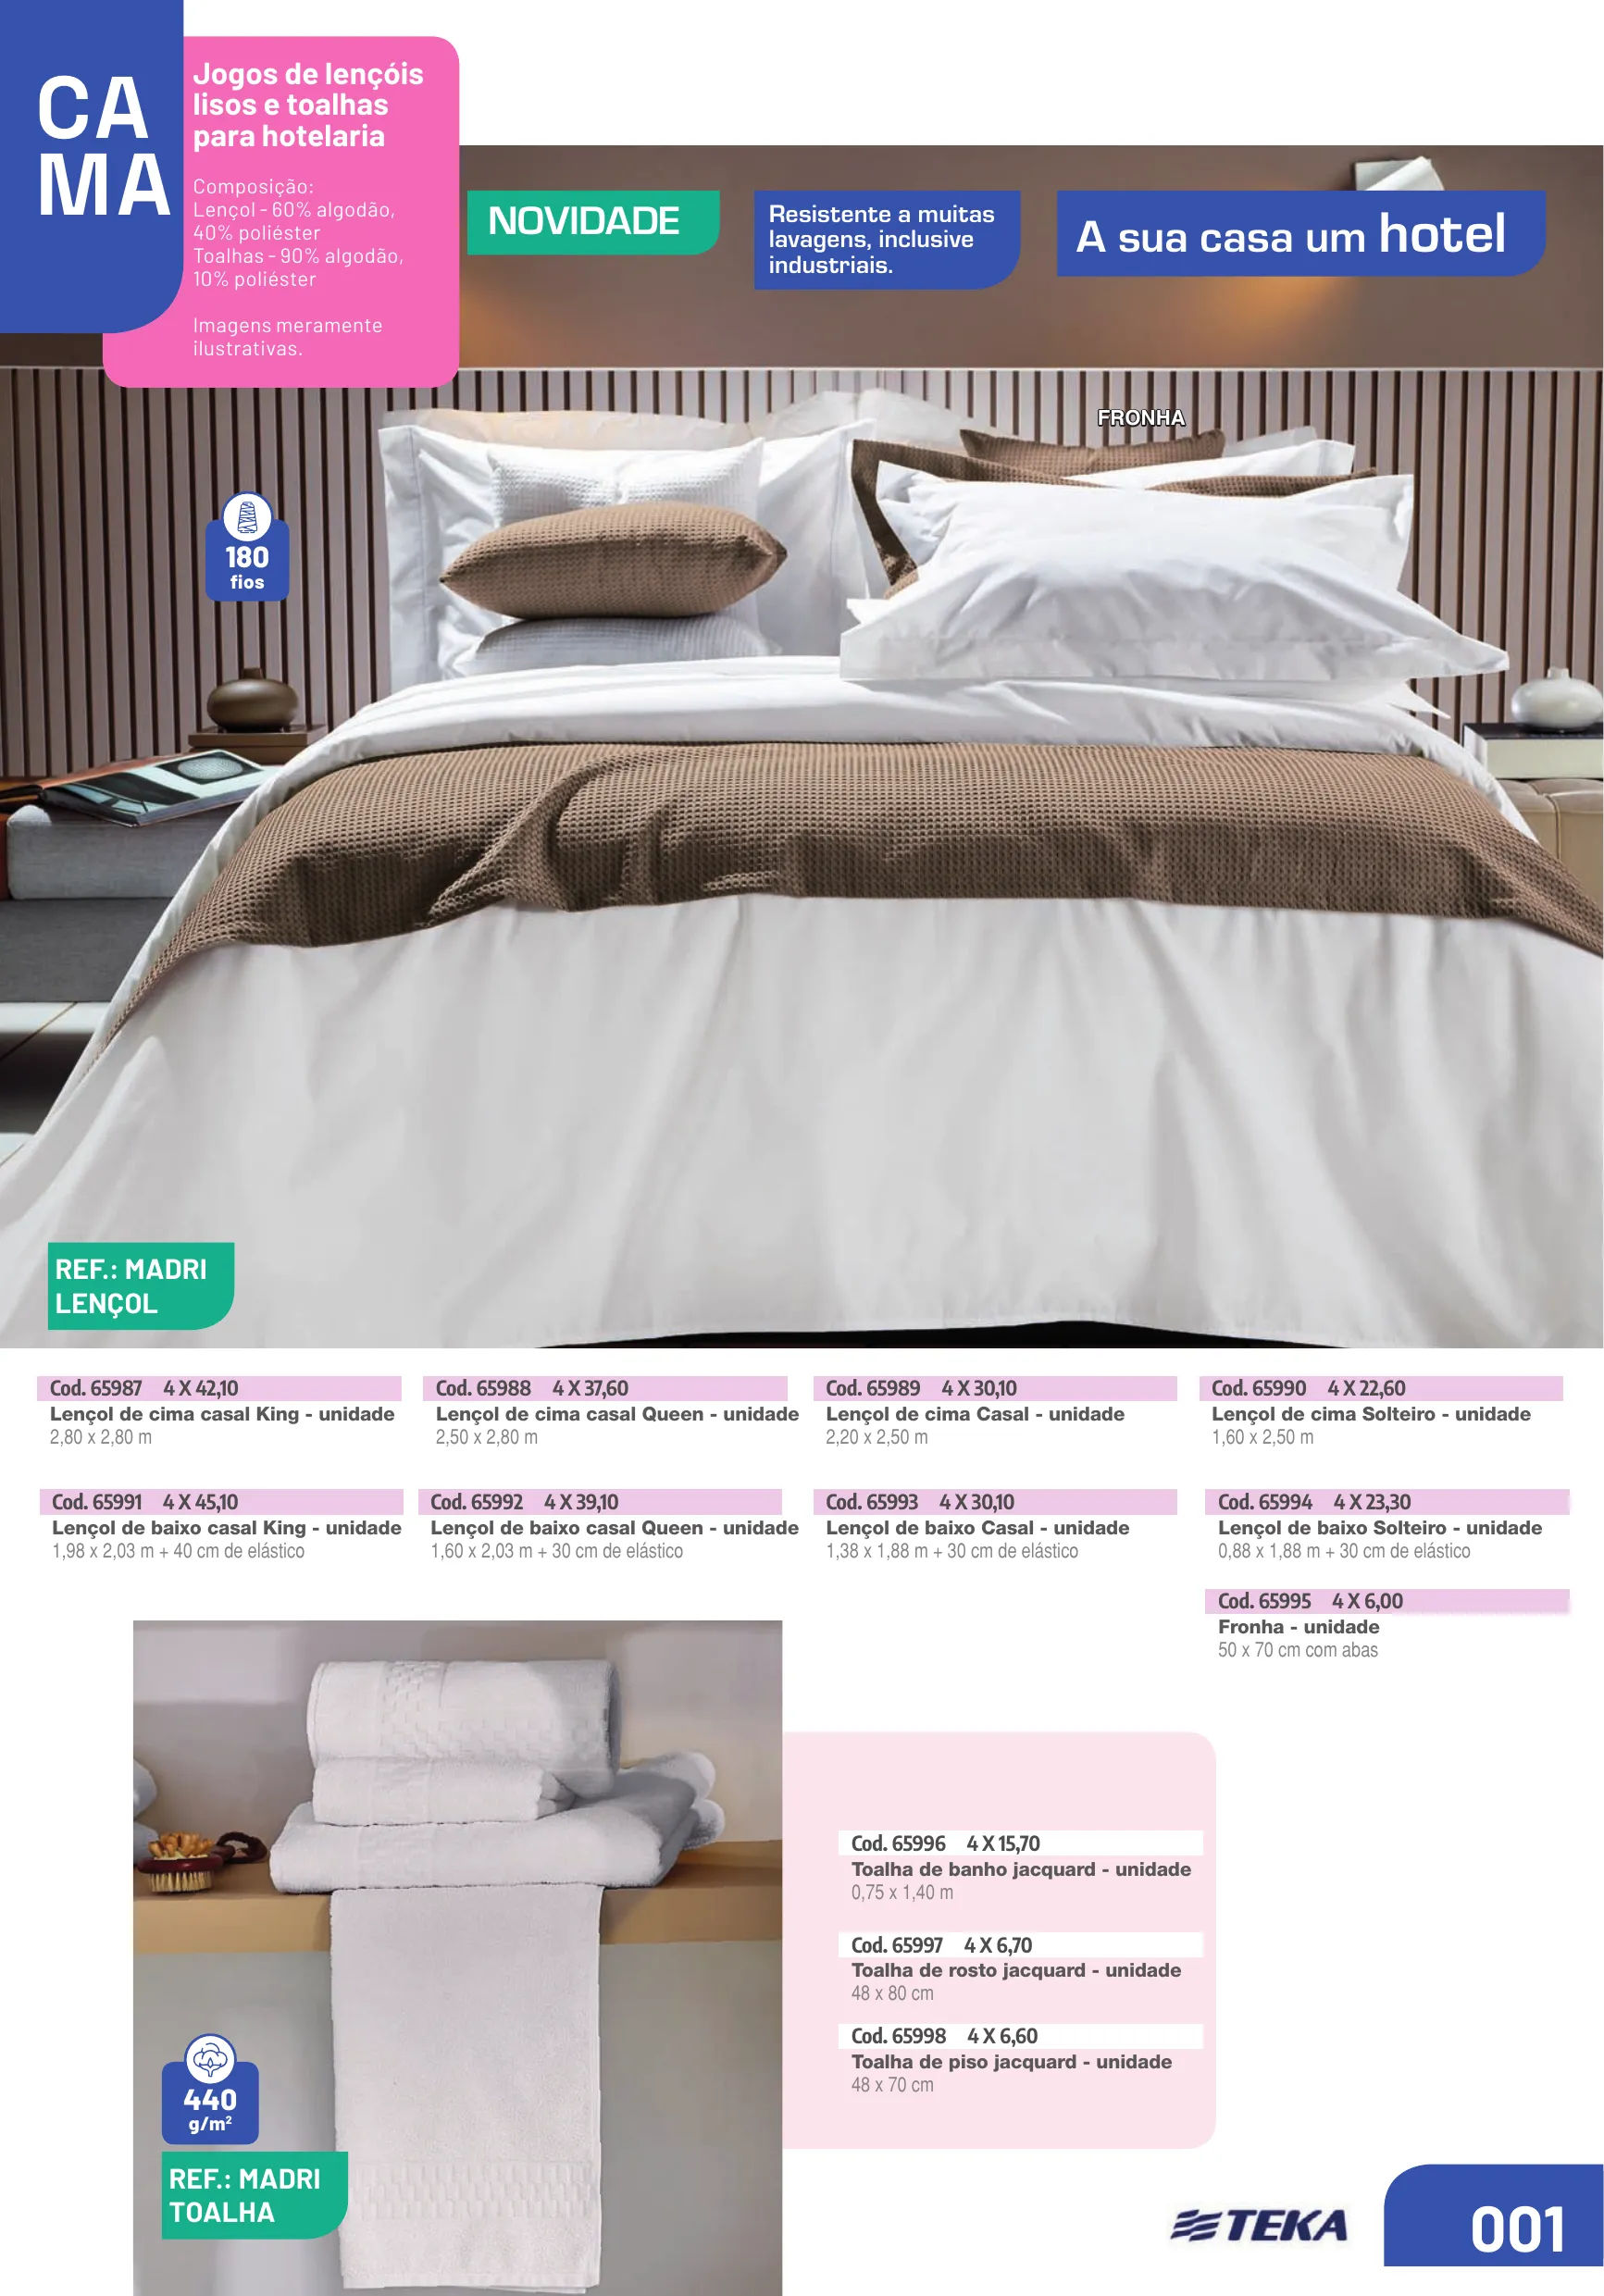 CA
MA
Jogos de lençóis
lisos e toalhas
para hotelaria
Composição:
Lençol - 60% algodão,
40% poliéster
Toalhas - 90% algodão,
10% poliéster
Imagens meramente
ilustrativas.
NOVIDADE
Resistente a muitas
lavagens, inclusive
industriais.
A sua casa um hotel
FRONHA
180
fios
REF.: MADRI
LENÇOL
Cod. 65987 4 X 42,10
Lençol de cima casal King - unidade
2,80 x 2,80 m
Cod. 65988 4 X 37,60
Lençol de cima casal Queen - unidade
2,50 x 2,80 m
Cod. 65989 4 X 30,10
Lençol de cima Casal - unidade
2,20 x 2,50 m
Cod. 65990 4 X 22,60
Lençol de cima Solteiro - unidade
1,60 x 2,50 m
Cod. 65991 4 X 45,10
Lençol de baixo casal King - unidade
1,98 x 2,03 m + 40 cm de elástico
Cod. 65992 4 X 39,10
Lençol de baixo casal Queen - unidade
1,60 x 2,03 m + 30 cm de elástico
Cod. 65993 4 X 30,10
Lençol de baixo Casal - unidade
1,38 x 1,88 m + 30 cm de elástico
Cod. 65994 4 X 23,30
Lençol de baixo Solteiro - unidade
0,88 x 1,88 m + 30 cm de elástico
Cod. 65995 4 X 6,00
Fronha - unidade
50 x 70 cm com abas
Cod. 65996 4 X 15,70
Toalha de banho jacquard - unidade
0,75 x 1,40 m
Cod. 65997 4 X 6,70
Toalha de rosto jacquard - unidade
48 x 80 cm
Cod. 65998 4 X 6,60
Toalha de piso jacquard - unidade
48 x 70 cm
440
g/m²
REF.: MADRI
TOALHA
TEKA
001